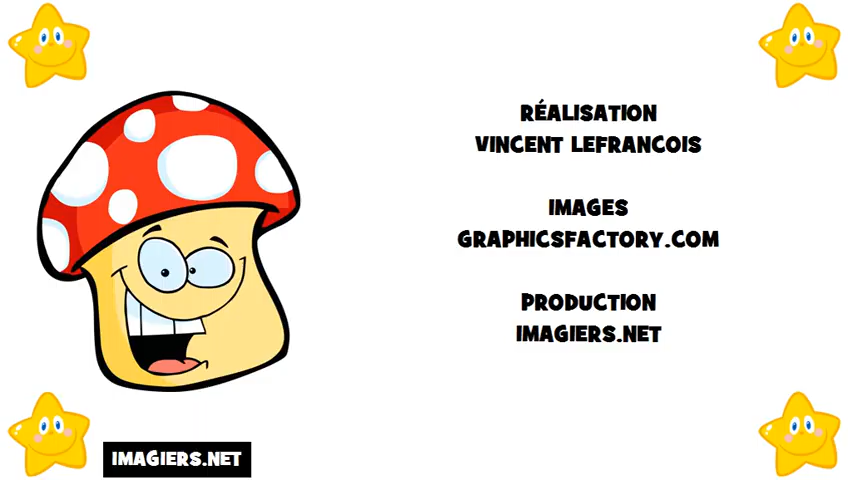 RÉALISATION
VINCENT LEFRANCOIS
IMAGES
GRAPHICSFACTORY.COM
PRODUCTION
IMAGIERS.NET
IMAGIERS.NET